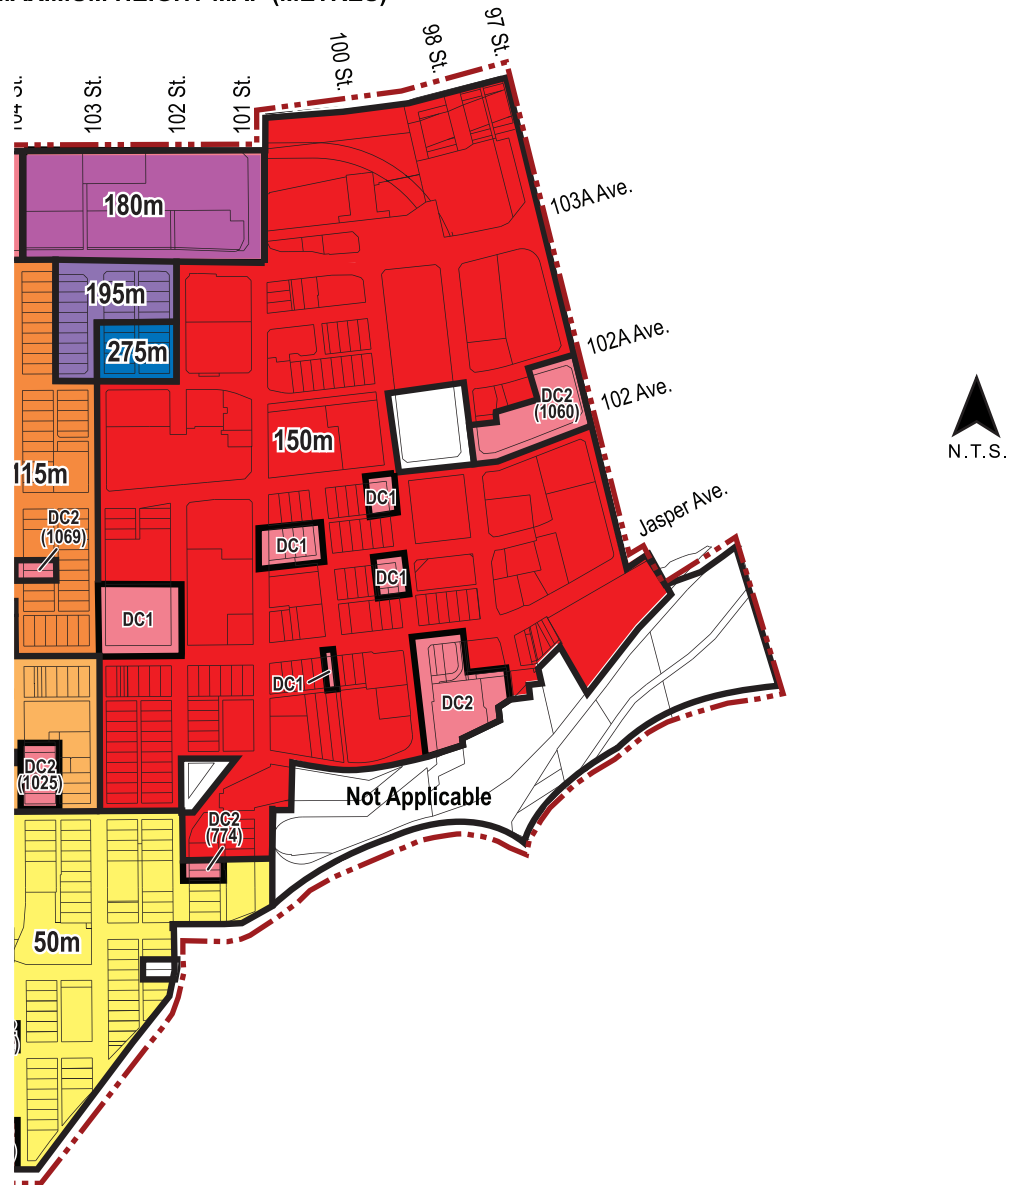 97 St.
98 St.
100 St.
101 St.
102 St.
103 St.
103A Ave.
180m
195m
275m
102A Ave.
102 Ave.
DC2
(1060)
150m
N.T.S.
115m
DC1
DC2
(1069)
Jasper Ave.
DC1
DC1
DC1
DC1
DC2
DC2
(1025)
Not Applicable
DC2
(774)
50m